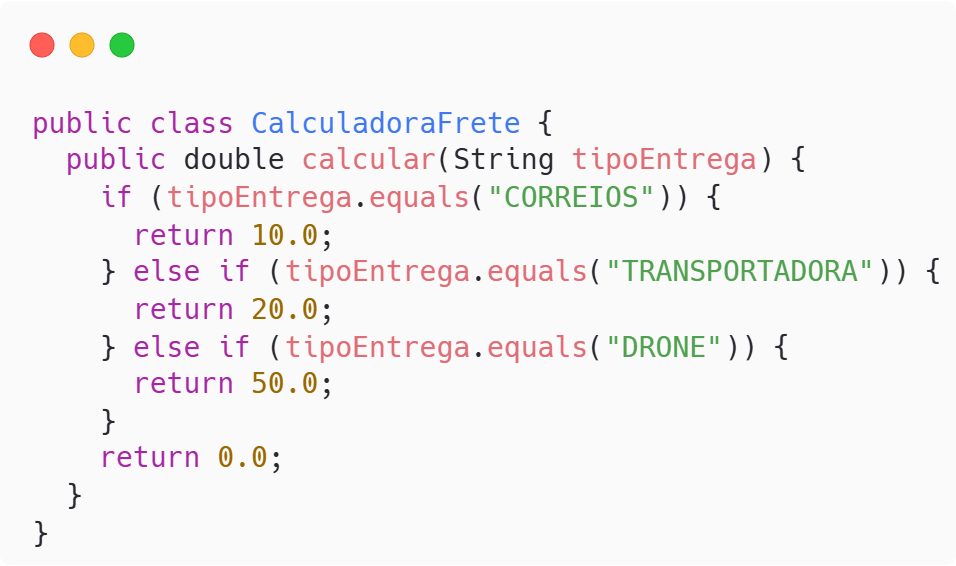 public class CalculadoraFrete {
  public double calcular(String tipoEntrega) {
    if (tipoEntrega.equals("CORREIOS")) {
      return 10.0;
    } else if (tipoEntrega.equals("TRANSPORTADORA")) {
      return 20.0;
    } else if (tipoEntrega.equals("DRONE")) {
      return 50.0;
    }
    return 0.0;
  }
}